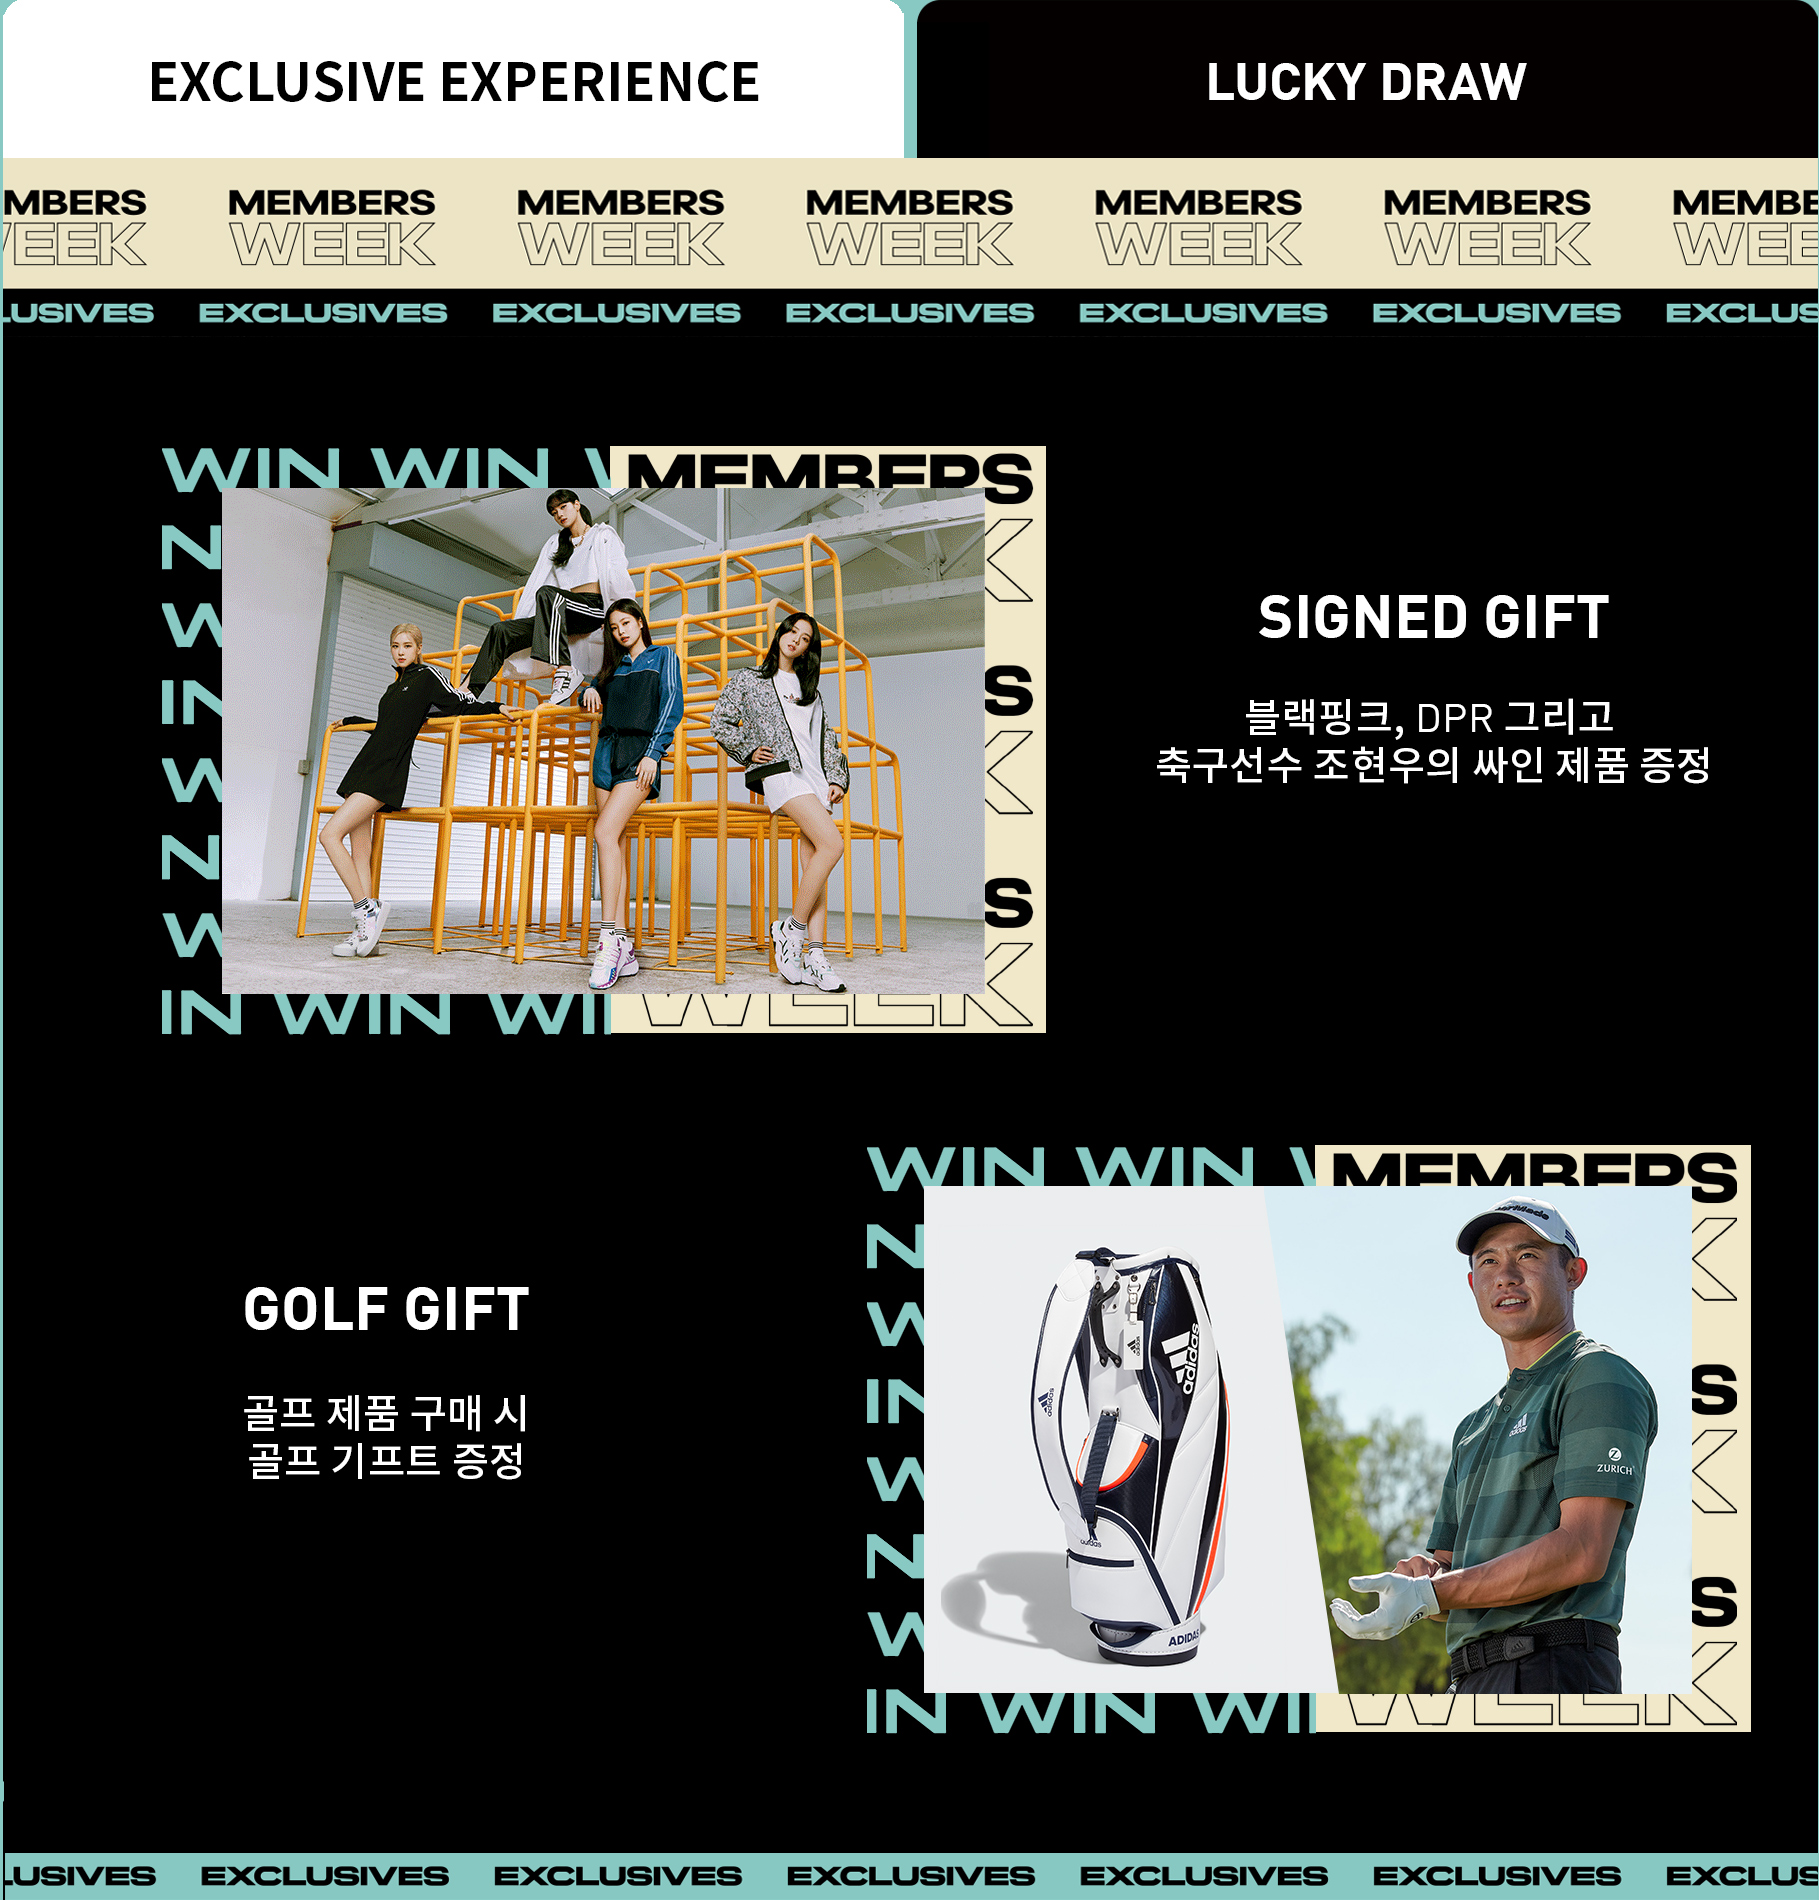 EXCLUSIVE EXPERIENCE
LUCKY DRAW
MBERS MEMBERS MEMBERS MEMBERS MEMBERS MEMBERS MEMBE
WEEK WEEK WEEK WEEK WEEK
LUSIVES EXCLUSIVES EXCLUSIVES EXCLUSIVES EXCLUSIVES EXCLUSIVES EXCLUS
WIN WIN
MEMBERS
SIGNED GIFT
블랙핑크, DPR 그리고
축구선수 조현우의 싸인 제품 증정
IN WIN WI
WEEK
WIN WIN
MEMBERS
GOLF GIFT
골프 제품 구매 시
골프 기프트 증정
adidas
adidas
adidas
adidas
ZURICH
ADIDAS
IN WIN WI
WEEK
LUSIVES EXCLUSIVES EXCLUSIVES EXCLUSIVES EXCLUSIVES EXCLUSIVES EXCLUS